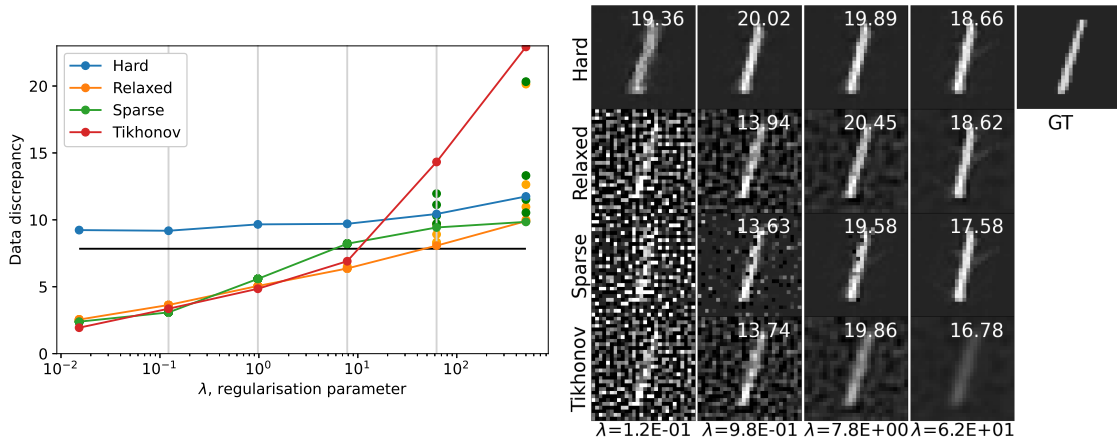 Data discrepancy
20
15
10
5
0
Hard
Relaxed
Sparse
Tikhonov
10⁻² 10⁻¹ 10⁰ 10¹ 10²
λ, regularisation parameter
Hard 19.36 20.02 19.89 18.66
GT
Relaxed 13.94 20.45 18.62
Sparse 13.63 19.58 17.58
Tikhonov 13.74 19.86 16.78
λ=1.2E-01 λ=9.8E-01 λ=7.8E+00 λ=6.2E+01